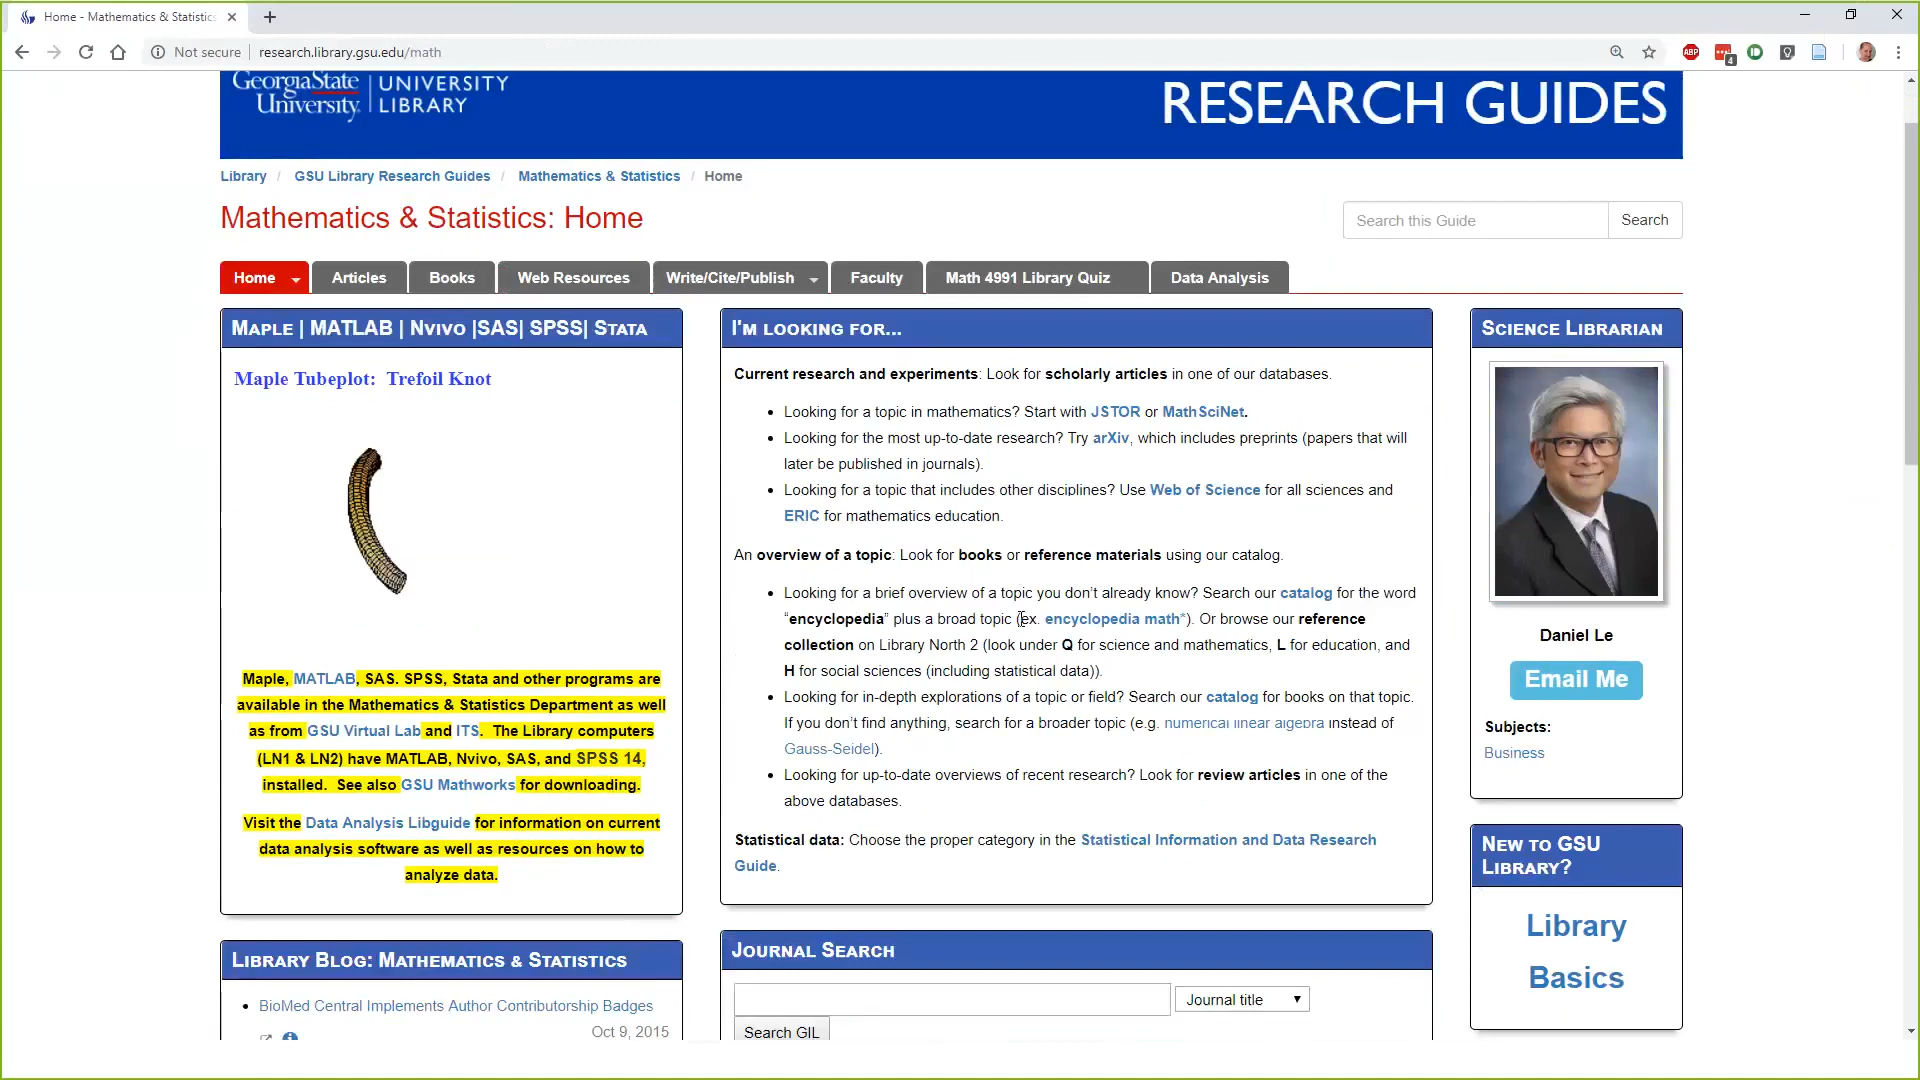 Home - Mathematics & Statistics
Not secure
research.library.gsu.edu/math
ABP
4
GeorgiaState University
UNIVERSITY LIBRARY
RESEARCH GUIDES
Library / GSU Library Research Guides / Mathematics & Statistics / Home
Mathematics & Statistics: Home
Search this Guide
Search
Home
Articles
Books
Web Resources
Write/Cite/Publish
Faculty
Math 4991 Library Quiz
Data Analysis
MAPLE | MATLAB | NVIVO |SAS| SPSS| STATA
Maple Tubeplot: Trefoil Knot
Maple, MATLAB, SAS. SPSS, Stata and other programs are
available in the Mathematics & Statistics Department as well
as from GSU Virtual Lab and ITS. The Library computers
(LN1 & LN2) have MATLAB, Nvivo, SAS, and SPSS 14,
installed. See also GSU Mathworks for downloading.
Visit the Data Analysis Libguide for information on current
data analysis software as well as resources on how to
analyze data.
LIBRARY BLOG: MATHEMATICS & STATISTICS
BioMed Central Implements Author Contributorship Badges
Oct 9, 2015
I'M LOOKING FOR...
Current research and experiments: Look for scholarly articles in one of our databases.
Looking for a topic in mathematics? Start with JSTOR or MathSciNet.
Looking for the most up-to-date research? Try arXiv, which includes preprints (papers that will
later be published in journals).
Looking for a topic that includes other disciplines? Use Web of Science for all sciences and
ERIC for mathematics education.
An overview of a topic: Look for books or reference materials using our catalog.
Looking for a brief overview of a topic you don't already know? Search our catalog for the word
“encyclopedia” plus a broad topic (ex. encyclopedia math*). Or browse our reference
collection on Library North 2 (look under Q for science and mathematics, L for education, and
H for social sciences (including statistical data)).
Looking for in-depth explorations of a topic or field? Search our catalog for books on that topic.
If you don't find anything, search for a broader topic (e.g. numerical linear algebra instead of
Gauss-Seidel).
Looking for up-to-date overviews of recent research? Look for review articles in one of the
above databases.
Statistical data: Choose the proper category in the Statistical Information and Data Research
Guide.
JOURNAL SEARCH
Journal title
Search GIL
SCIENCE LIBRARIAN
Daniel Le
Email Me
Subjects:
Business
NEW TO GSU
LIBRARY?
Library
Basics